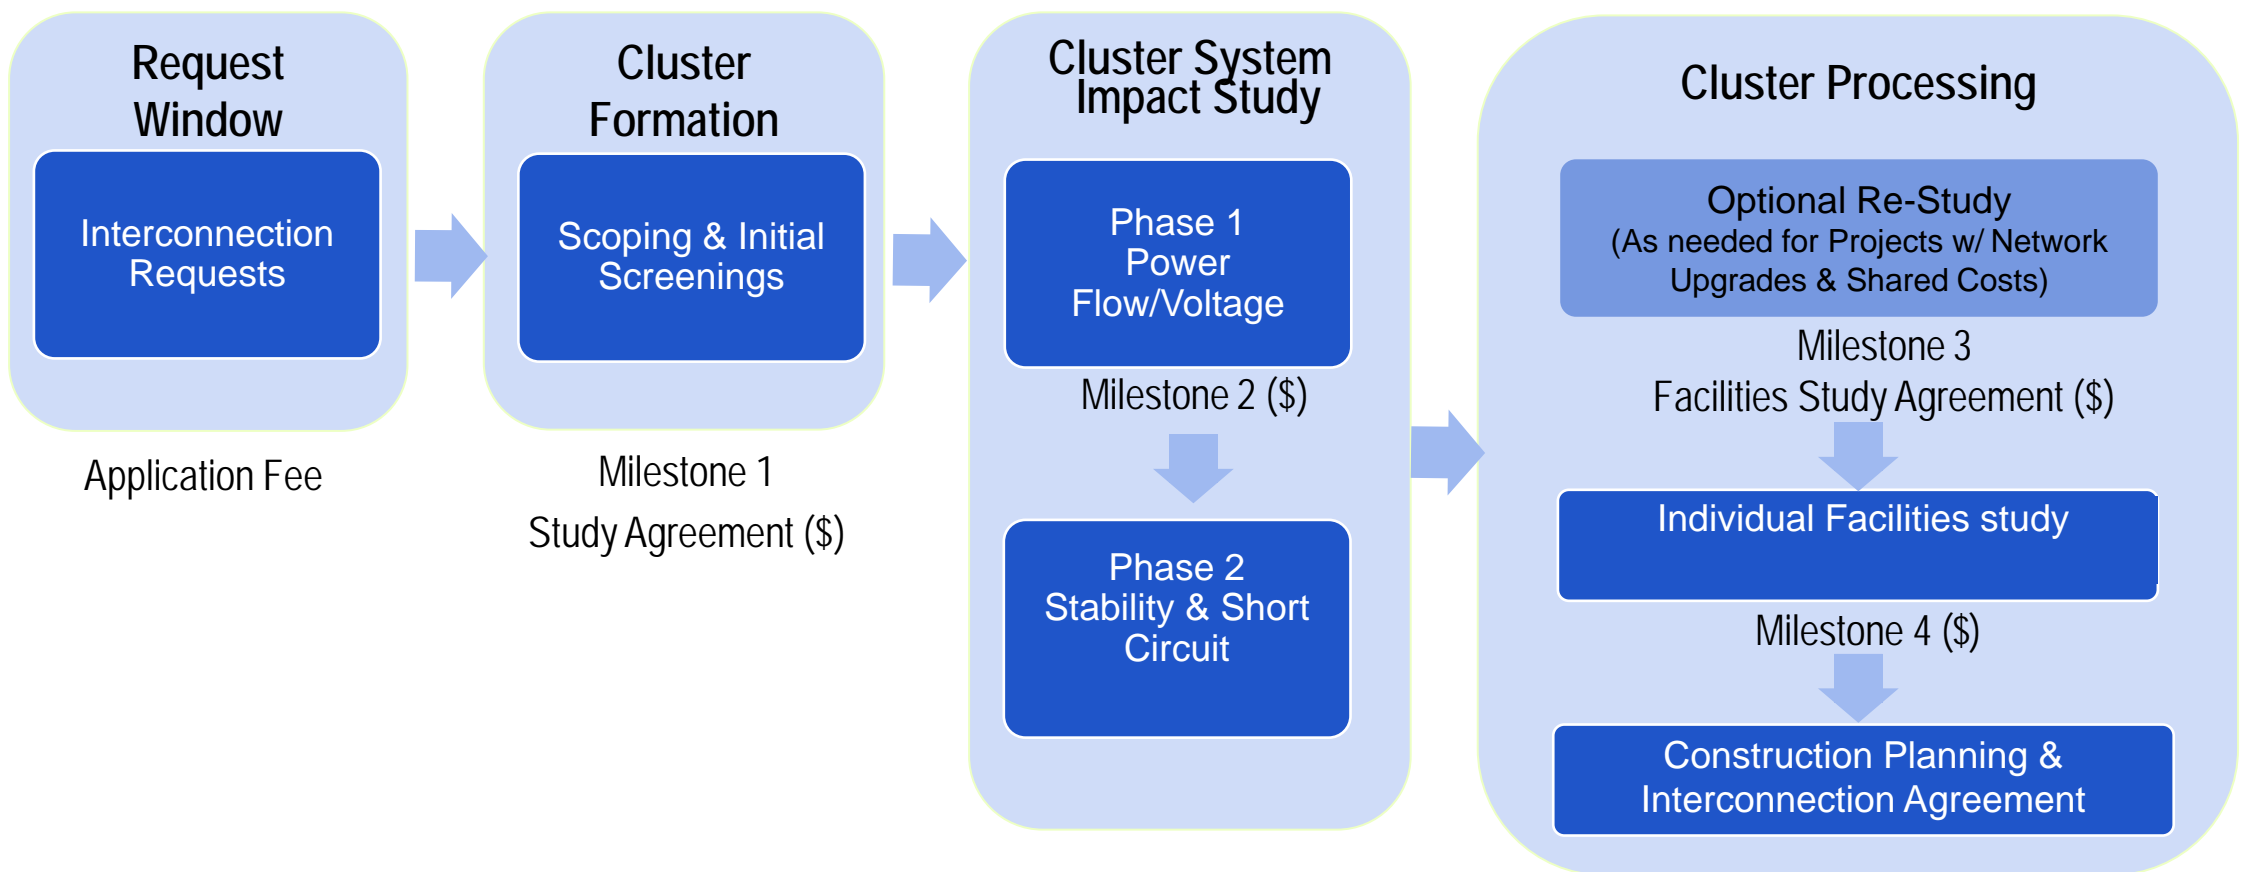 Request
Window
Interconnection
Requests
Application Fee
Cluster
Formation
Scoping & Initial
Screenings
Milestone 1
Study Agreement ($)
Cluster System
Impact Study
Phase 1
Power
Flow/Voltage
Milestone 2 ($)
Phase 2
Stability & Short
Circuit
Cluster Processing
Optional Re-Study
(As needed for Projects w/ Network
Upgrades & Shared Costs)
Milestone 3
Facilities Study Agreement ($)
Individual Facilities study
Milestone 4 ($)
Construction Planning &
Interconnection Agreement